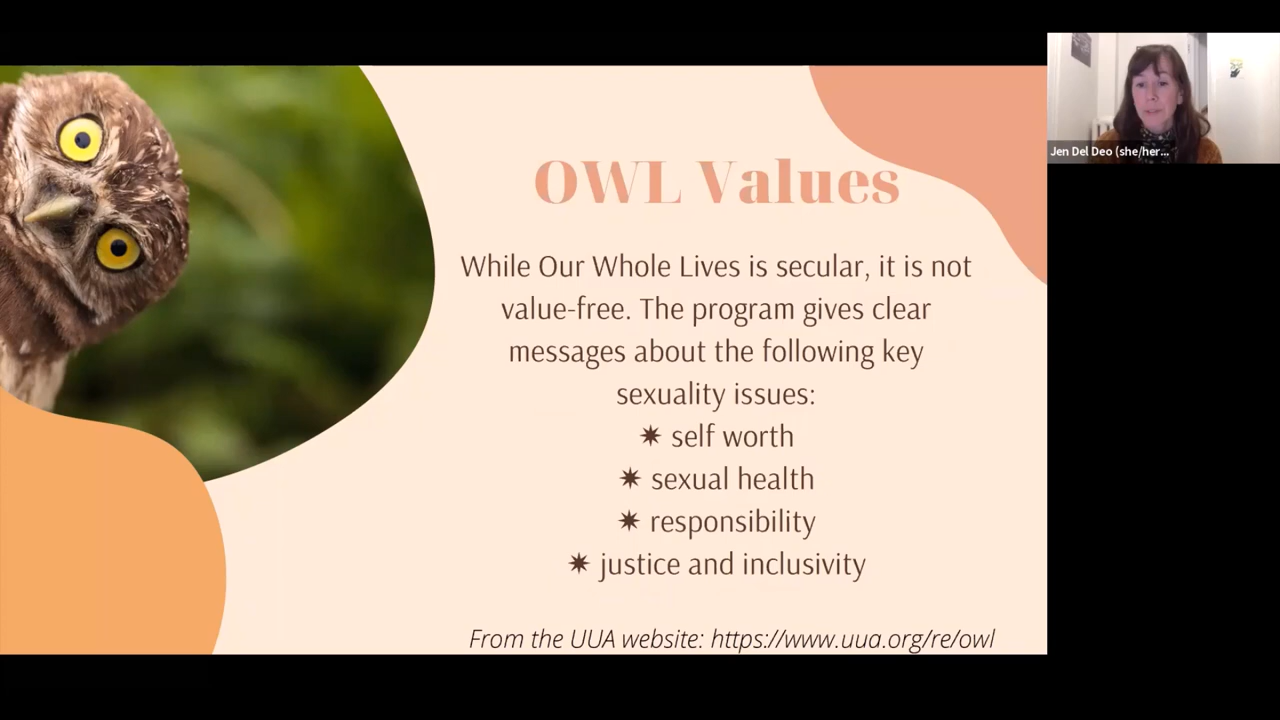 OWL Values
While Our Whole Lives is secular, it is not
value-free. The program gives clear
messages about the following key
sexuality issues:
✷ self worth
✷ sexual health
✷ responsibility
✷ justice and inclusivity
From the UUA website: https://www.uua.org/re/owl
Jen Del Deo (she/her...